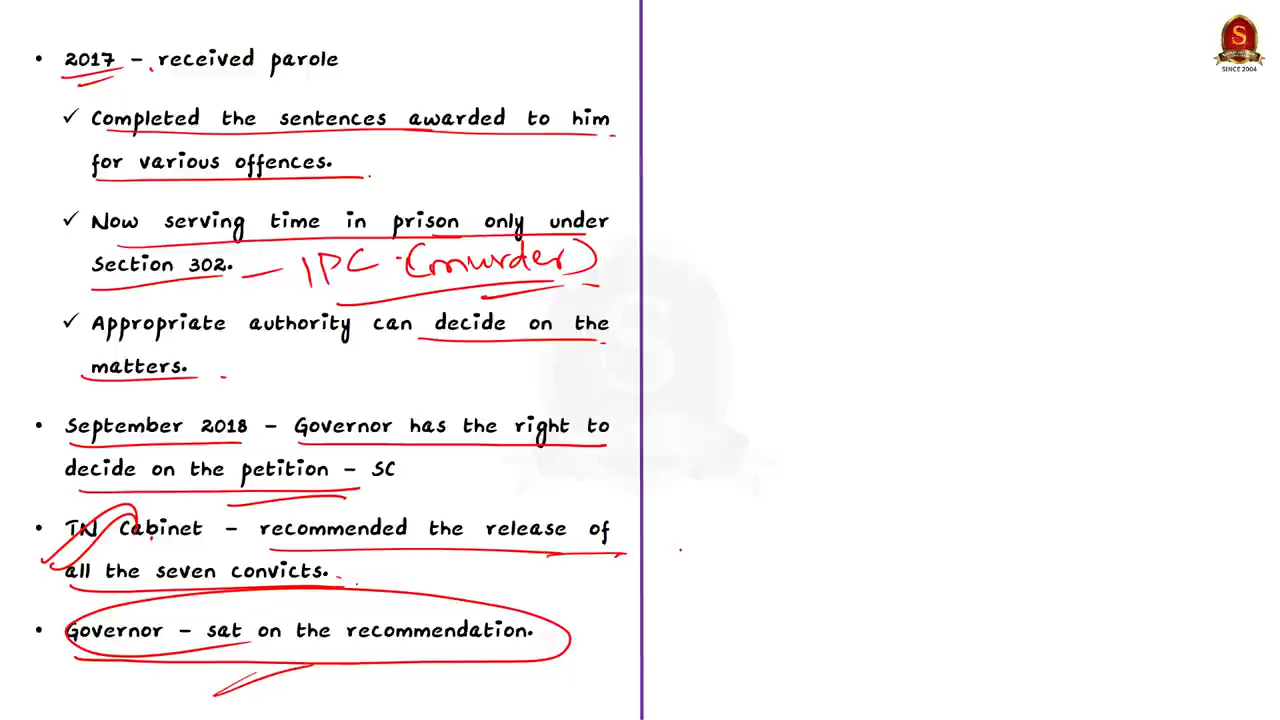 • 2017 - received parole
✓ Completed the sentences awarded to him
for various offences.
✓ Now serving time in prison only under
Section 302. — IPC (murder)
✓ Appropriate authority can decide on the
matters.
• September 2018 - Governor has the right to
decide on the petition - SC
• TN Cabinet - recommended the release of
all the seven convicts.
• Governor - sat on the recommendation.
S
SINCE 2004
S